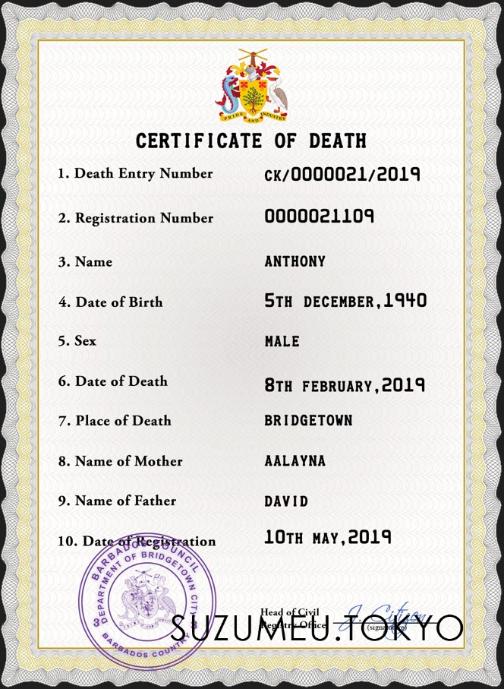 PRIDE AND INDUSTRY
CERTIFICATE OF DEATH
1. Death Entry Number CK/0000021/2019
2. Registration Number 0000021109
3. Name ANTHONY
4. Date of Birth 5TH DECEMBER,1940
5. Sex MALE
6. Date of Death 8TH FEBRUARY,2019
7. Place of Death BRIDGETOWN
8. Name of Mother AALAYNA
9. Name of Father DAVID
10. Date of Registration 10TH MAY,2019
BARBADOS COUNCIL
DEPARTMENT OF BRIDGETOWN CITY
BARBADOS COUNTRY
Head of Civil
Registry Office
J. Citizen
SUZUMEU.TOKYO